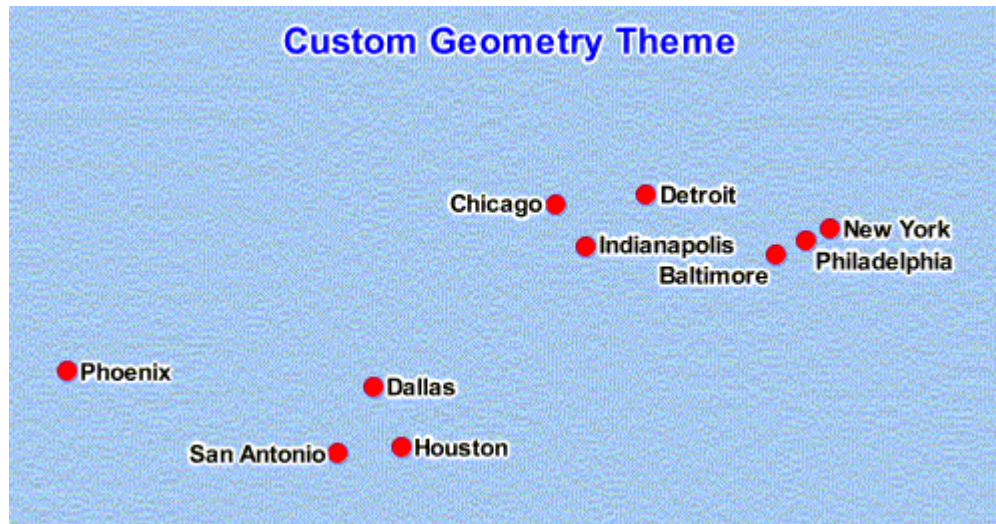 Custom Geometry Theme
Detroit
Chicago
New York
Indianapolis
Philadelphia
Baltimore
Phoenix
Dallas
Houston
San Antonio